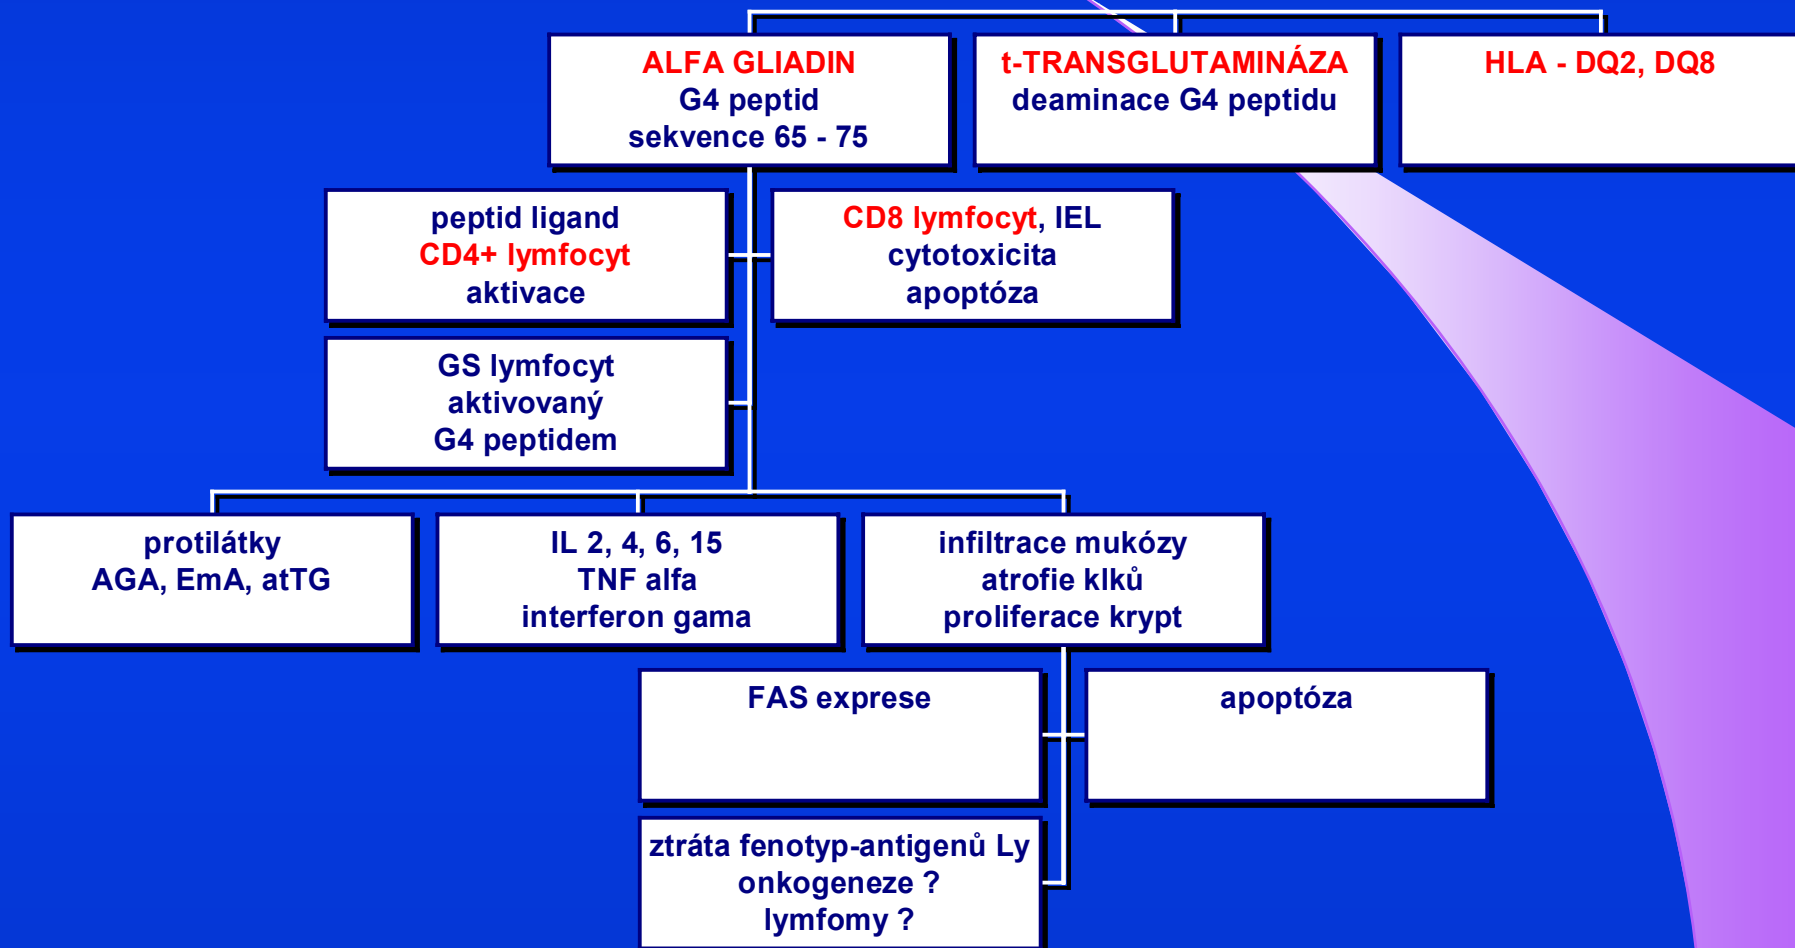 ALFA GLIADIN
G4 peptid
sekvence 65 - 75
t-TRANSGLUTAMINÁZA
deaminace G4 peptidu
HLA - DQ2, DQ8
peptid ligand
CD4+ lymfocyt
aktivace
CD8 lymfocyt, IEL
cytotoxicita
apoptóza
GS lymfocyt
aktivovaný
G4 peptidem
protilátky
AGA, EmA, atTG
IL 2, 4, 6, 15
TNF alfa
interferon gama
infiltrace mukózy
atrofie klků
proliferace krypt
FAS exprese
apoptóza
ztráta fenotyp-antigenů Ly
onkogeneze ?
lymfomy ?